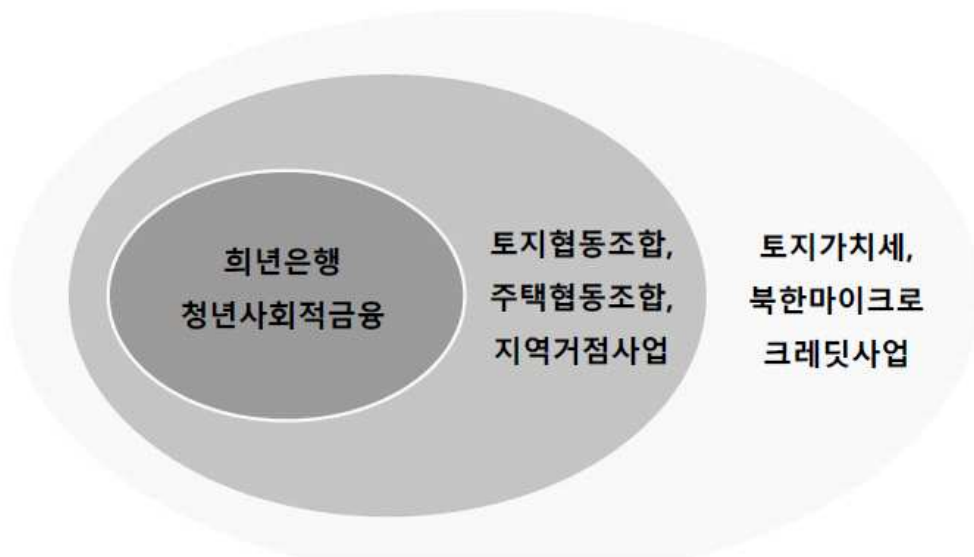 희년은행
청년사회적금융
토지협동조합,
주택협동조합,
지역거점사업
토지가치세,
북한마이크로
크레딧사업